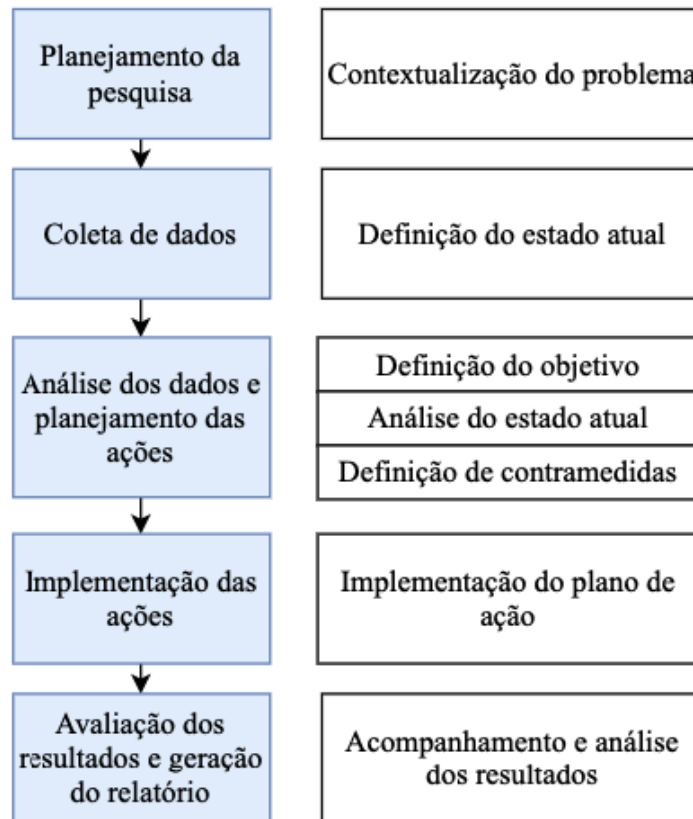 Planejamento da
pesquisa
Contextualização do problema
Coleta de dados
Definição do estado atual
Análise dos dados e
planejamento das
ações
Definição do objetivo
Análise do estado atual
Definição de contramedidas
Implementação das
ações
Implementação do plano de
ação
Avaliação dos
resultados e geração
do relatório
Acompanhamento e análise
dos resultados